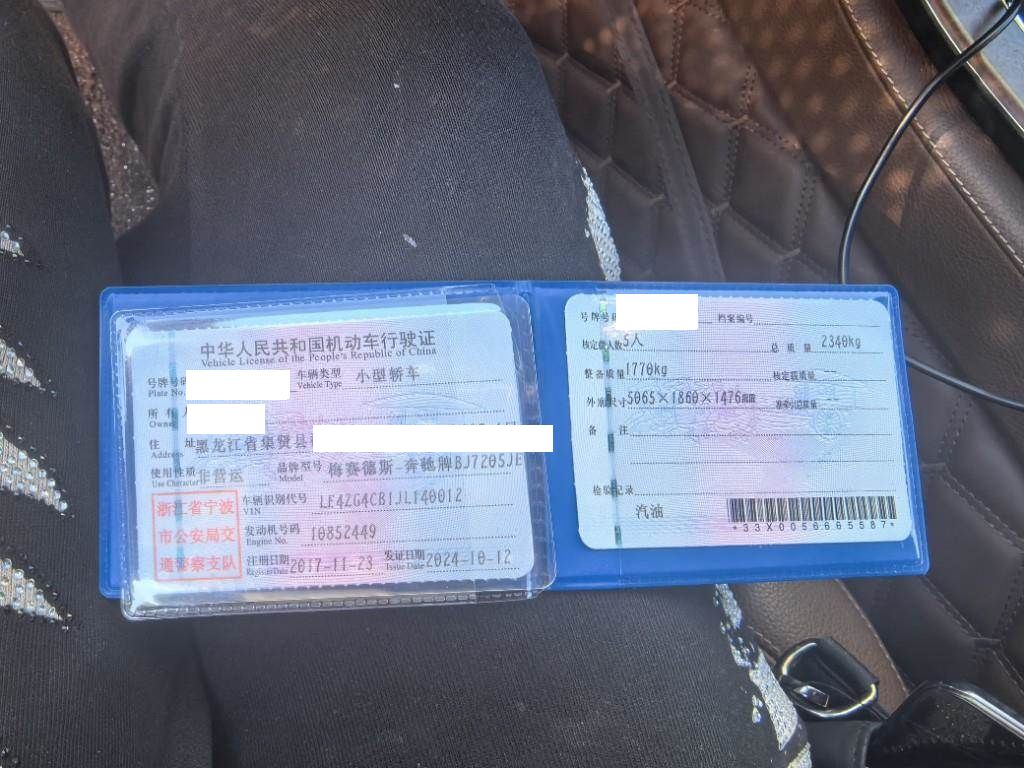 中华人民共和国机动车行驶证
Vehicle License of the People's Republic of China
号牌号码
Plate No.
车辆类型 小型轿车
Vehicle Type
所有人
Owner
住 址 黑龙江省集贤县
Address
使用性质 非营运
Use Character
品牌型号 梅赛德斯-奔驰牌BJ7205JE
Model
浙江省宁波
市公安局交
通警察支队
车辆识别代号 LE4ZG4CB1JL140012
VIN
发动机号码 10852449
Engine No.
注册日期 2017-11-23 发证日期 2024-10-12
Register Date Issue Date
号牌号码 档案编号
核定载人数 5人 总质量 2340kg
整备质量 1770kg 核定载质量 --
外廓尺寸 5065×1860×1476mm 准牵引总质量 --
备 注
检验记录
汽油
*33X0056665587*